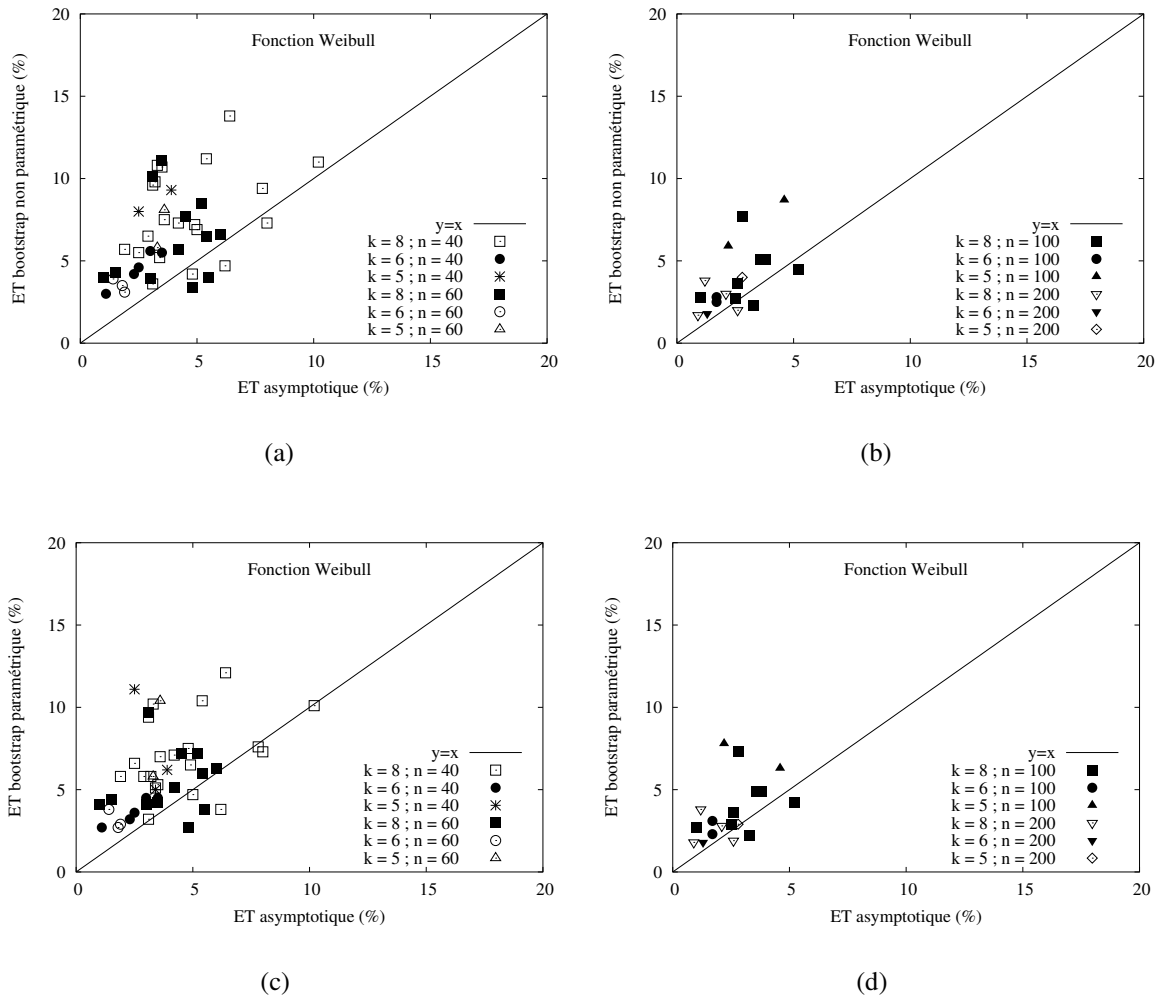 20
15
10
5
0
0 5 10 15 20
ET bootstrap non paramétrique (%)
ET asymptotique (%)
Fonction Weibull
y=x
k = 8 ; n = 40
k = 6 ; n = 40
k = 5 ; n = 40
k = 8 ; n = 60
k = 6 ; n = 60
k = 5 ; n = 60
(a)
20
15
10
5
0
0 5 10 15 20
ET bootstrap non paramétrique (%)
ET asymptotique (%)
Fonction Weibull
y=x
k = 8 ; n = 100
k = 6 ; n = 100
k = 5 ; n = 100
k = 8 ; n = 200
k = 6 ; n = 200
k = 5 ; n = 200
(b)
20
15
10
5
0
0 5 10 15 20
ET bootstrap paramétrique (%)
ET asymptotique (%)
Fonction Weibull
y=x
k = 8 ; n = 40
k = 6 ; n = 40
k = 5 ; n = 40
k = 8 ; n = 60
k = 6 ; n = 60
k = 5 ; n = 60
(c)
20
15
10
5
0
0 5 10 15 20
ET bootstrap paramétrique (%)
ET asymptotique (%)
Fonction Weibull
y=x
k = 8 ; n = 100
k = 6 ; n = 100
k = 5 ; n = 100
k = 8 ; n = 200
k = 6 ; n = 200
k = 5 ; n = 200
(d)